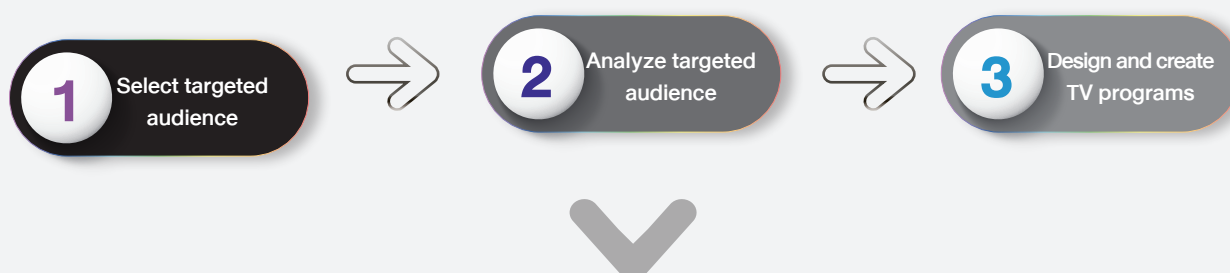 1
Select targeted
audience
2
Analyze targeted
audience
3
Design and create
TV programs